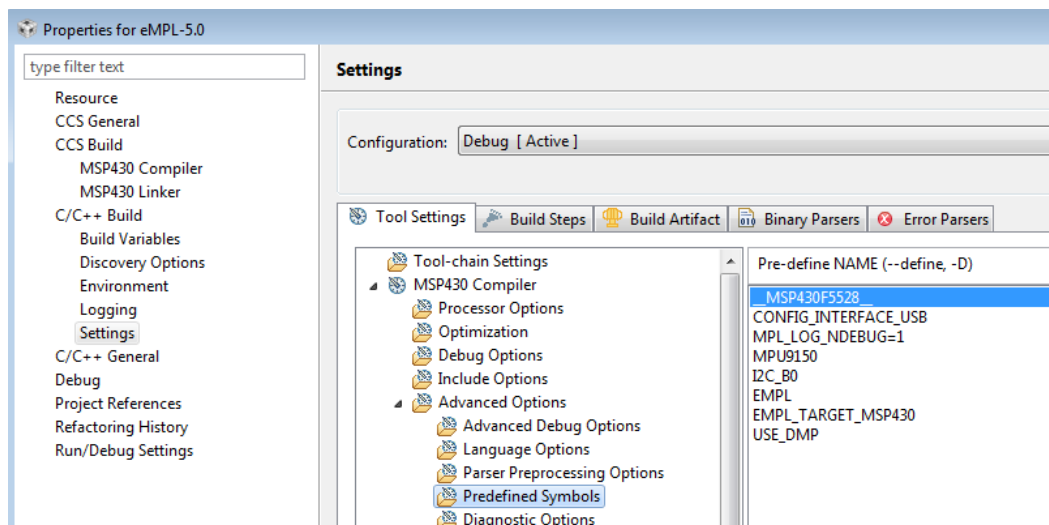 Properties for eMPL-5.0
type filter text
Resource
CCS General
CCS Build
MSP430 Compiler
MSP430 Linker
C/C++ Build
Build Variables
Discovery Options
Environment
Logging
Settings
C/C++ General
Debug
Project References
Refactoring History
Run/Debug Settings
Settings
Configuration: Debug [ Active ]
Tool Settings Build Steps Build Artifact Binary Parsers Error Parsers
Tool-chain Settings
MSP430 Compiler
Processor Options
Optimization
Debug Options
Include Options
Advanced Options
Advanced Debug Options
Language Options
Parser Preprocessing Options
Predefined Symbols
Diagnostic Options
Pre-define NAME (--define, -D)
__MSP430F5528__
CONFIG_INTERFACE_USB
MPL_LOG_NDEBUG=1
MPU9150
I2C_B0
EMPL
EMPL_TARGET_MSP430
USE_DMP